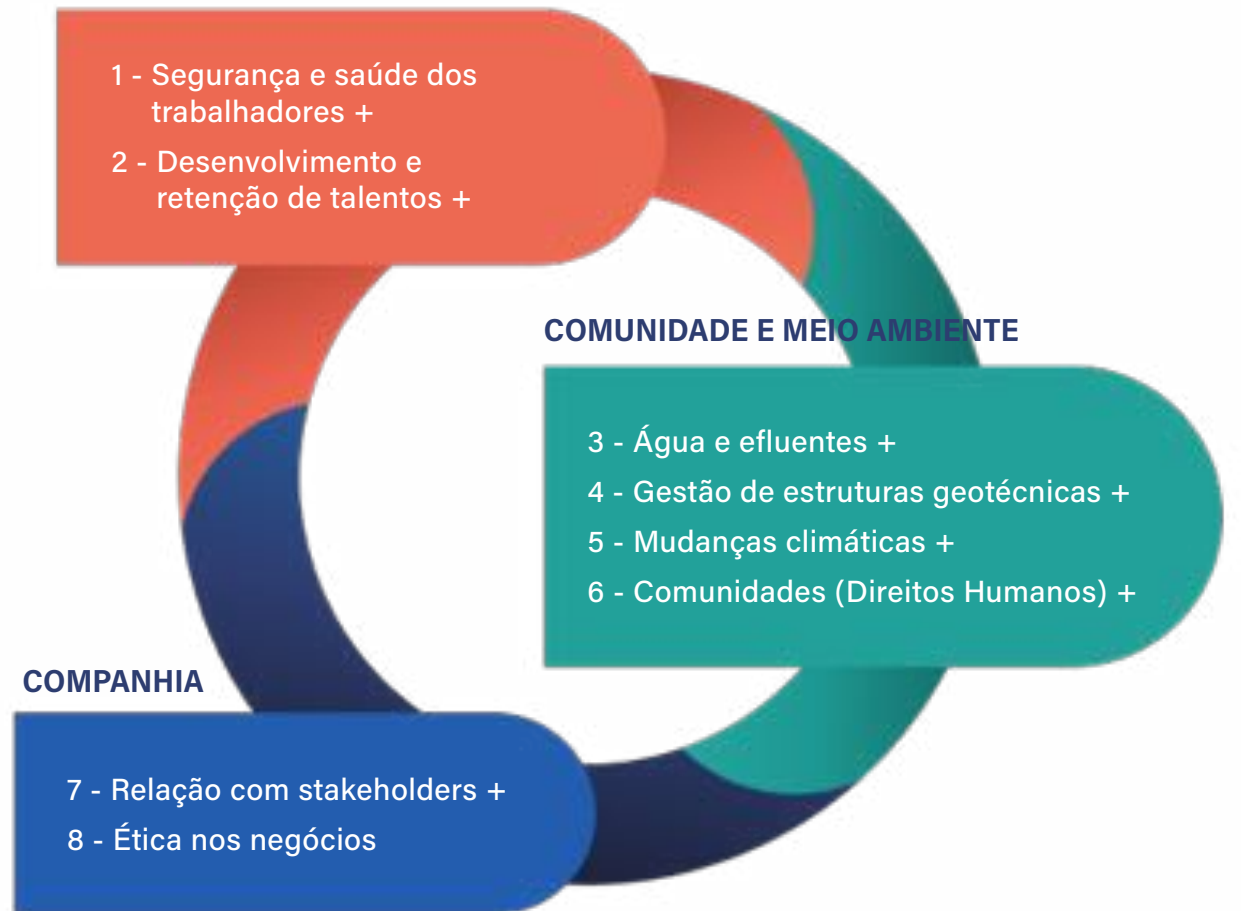 1 - Segurança e saúde dos
trabalhadores +
2 - Desenvolvimento e
retenção de talentos +
COMUNIDADE E MEIO AMBIENTE
3 - Água e efluentes +
4 - Gestão de estruturas geotécnicas +
5 - Mudanças climáticas +
6 - Comunidades (Direitos Humanos) +
COMPANHIA
7 - Relação com stakeholders +
8 - Ética nos negócios